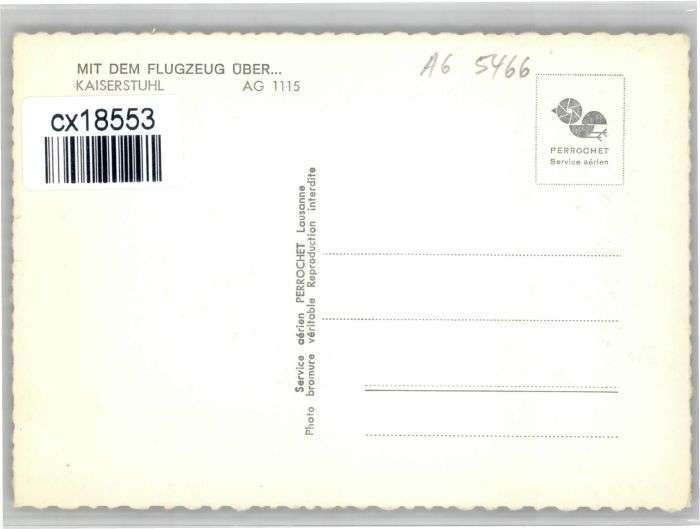 MIT DEM FLUGZEUG ÜBER...
KAISERSTUHL AG 1115
AG 5466
cx18553
PERROCHET
Service aérien
Service aérien PERROCHET Lausanne
Photo bromure véritable Reproduction interdite